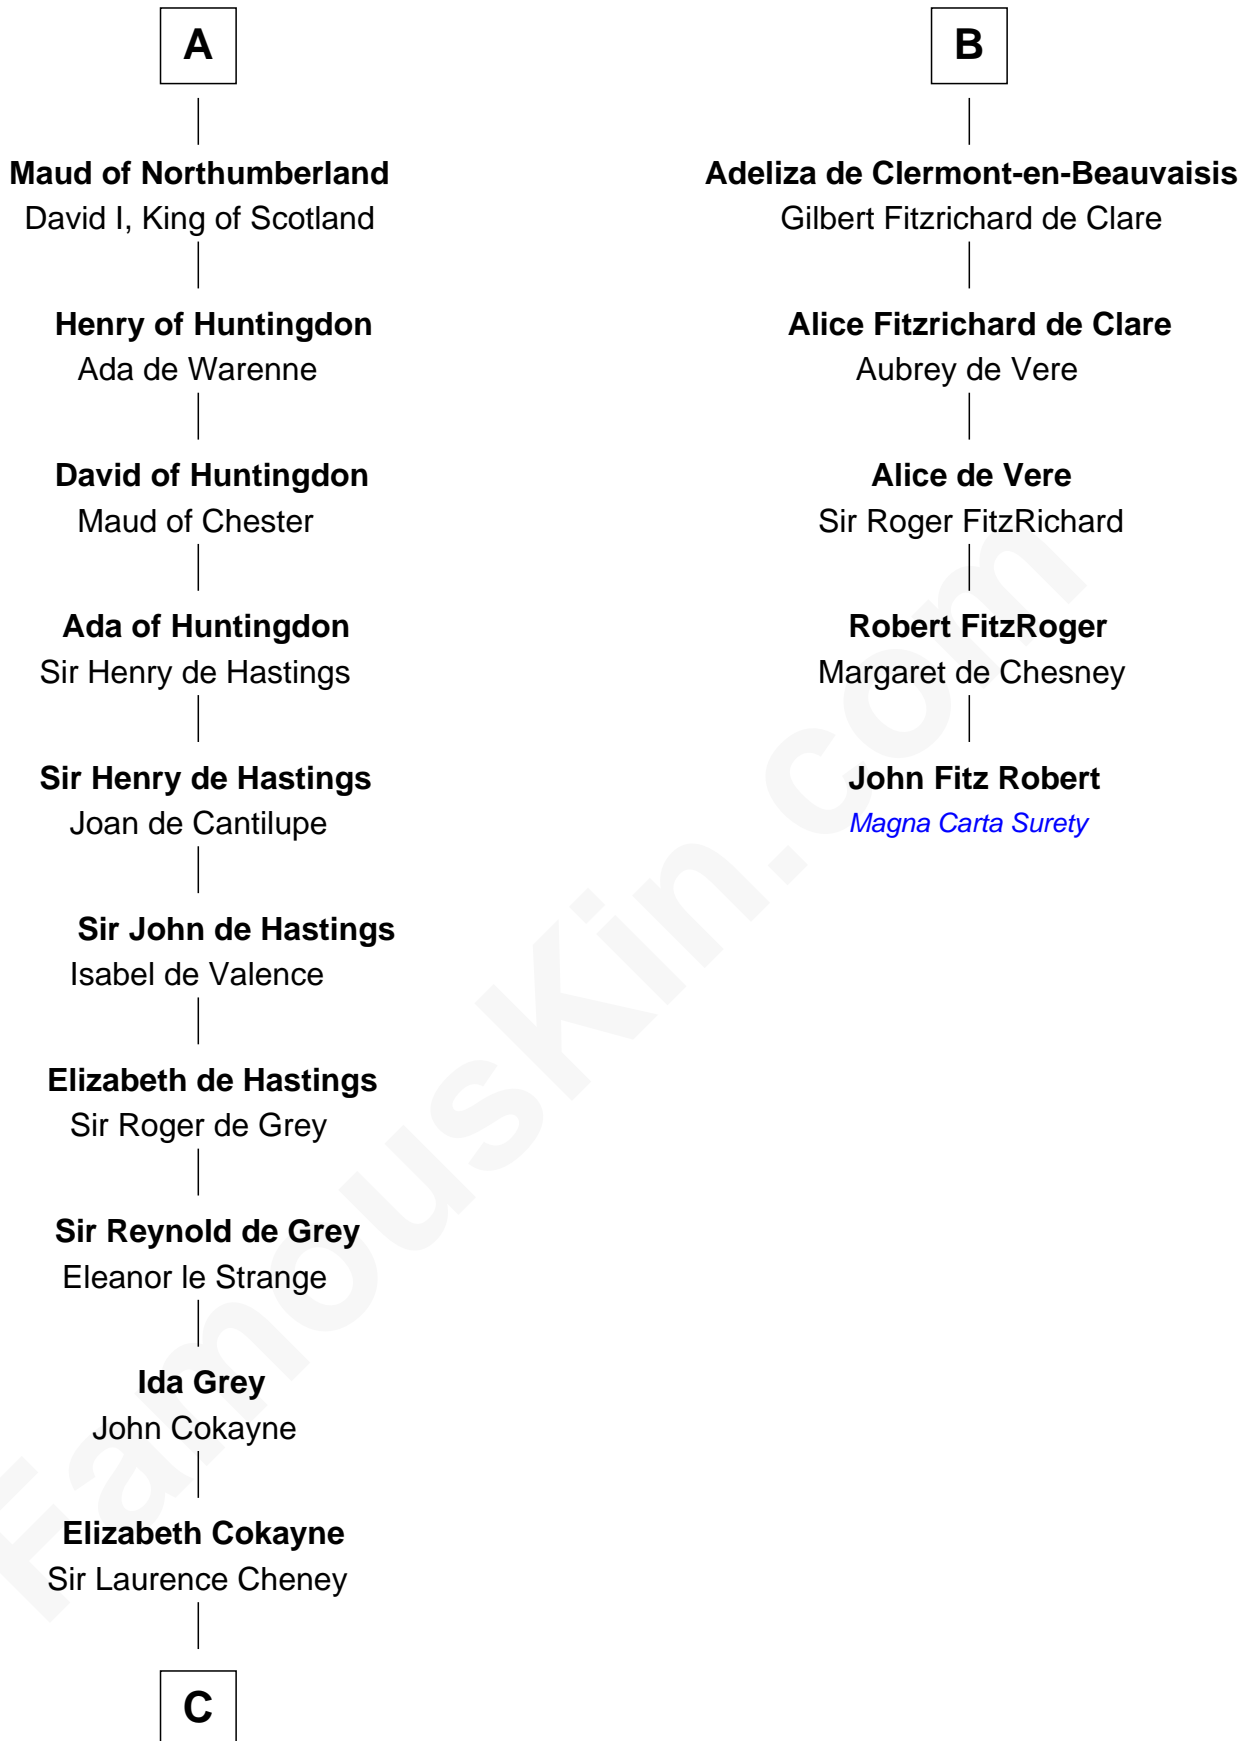 A
Maud of Northumberland
David I, King of Scotland
Henry of Huntingdon
Ada de Warenne
David of Huntingdon
Maud of Chester
Ada of Huntingdon
Sir Henry de Hastings
Sir Henry de Hastings
Joan de Cantilupe
Sir John de Hastings
Isabel de Valence
Elizabeth de Hastings
Sir Roger de Grey
Sir Reynold de Grey
Eleanor le Strange
Ida Grey
John Cokayne
Elizabeth Cokayne
Sir Laurence Cheney
C
B
Adeliza de Clermont-en-Beauvaisis
Gilbert Fitzrichard de Clare
Alice Fitzrichard de Clare
Aubrey de Vere
Alice de Vere
Sir Roger FitzRichard
Robert FitzRoger
Margaret de Chesney
John Fitz Robert
Magna Carta Surety
FamousKin.com